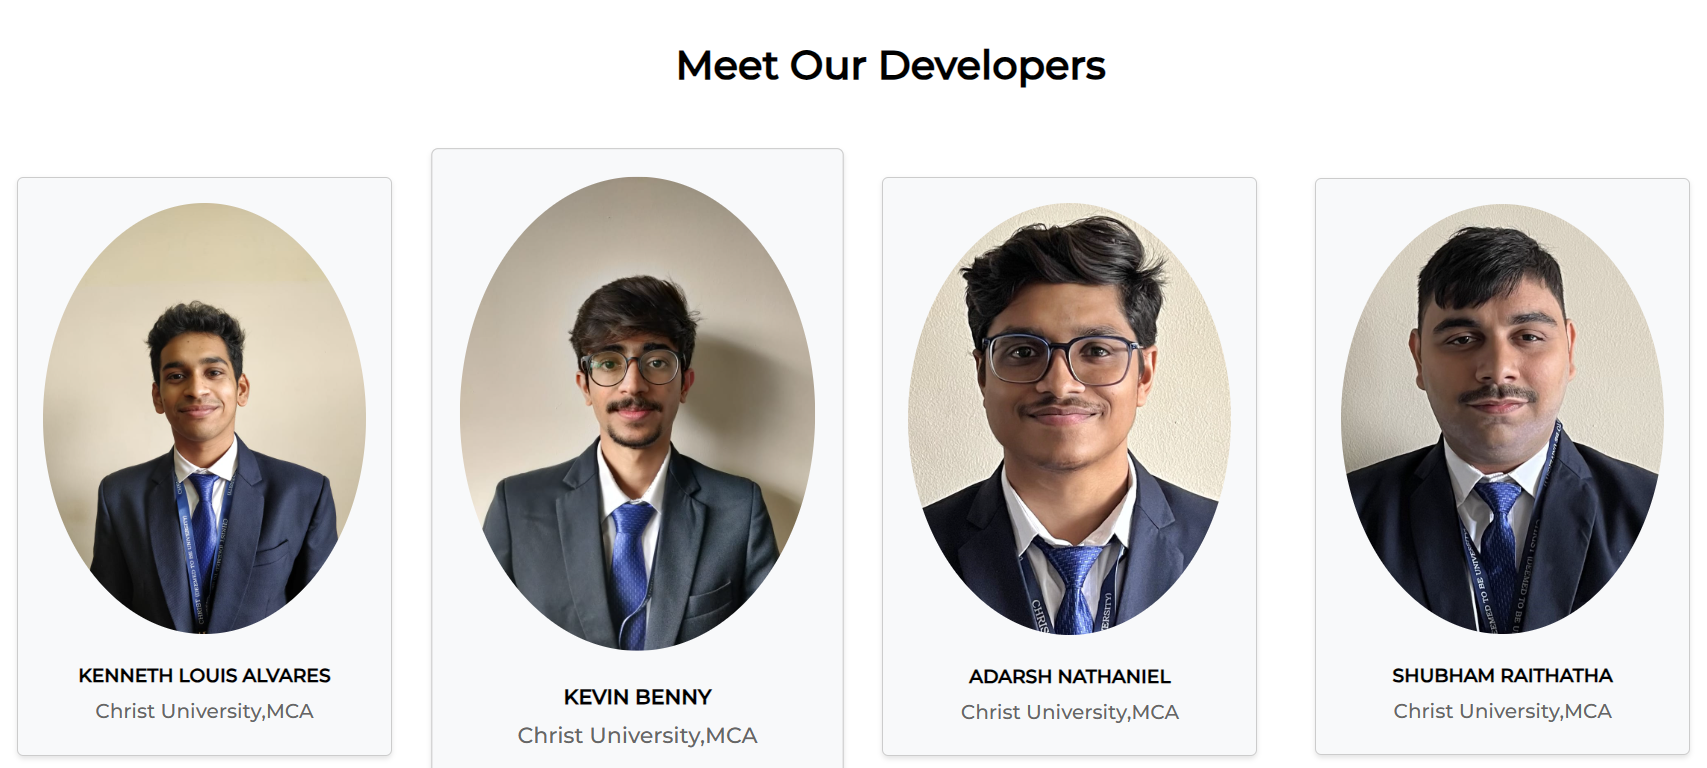 Meet Our Developers
KENNETH LOUIS ALVARES
Christ University,MCA
KEVIN BENNY
Christ University,MCA
ADARSH NATHANIEL
Christ University,MCA
SHUBHAM RAITHATHA
Christ University,MCA